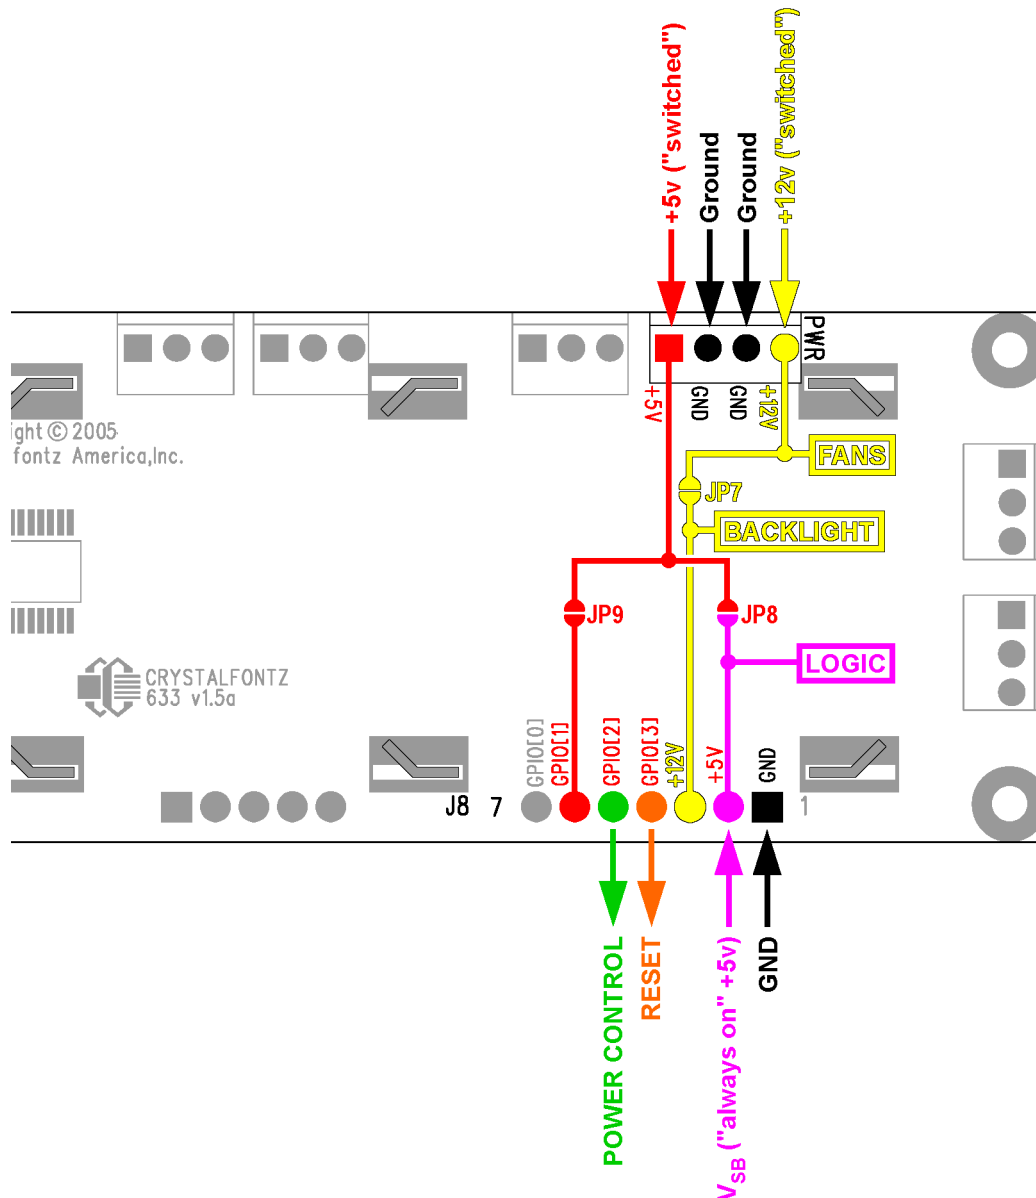 +5v ("switched")
Ground
Ground
+12v ("switched")
PWR
+5V
GND
GND
+12V
ight © 2005
fontz America,Inc.
FANS
JP7
BACKLIGHT
JP9
JP8
LOGIC
CRYSTALFONTZ
633 v1.5a
GPIO[0]
GPIO[1]
GPIO[2]
GPIO[3]
+12V
+5V
GND
J8 7
1
POWER CONTROL
RESET
VSB ("always on" +5v)
GND